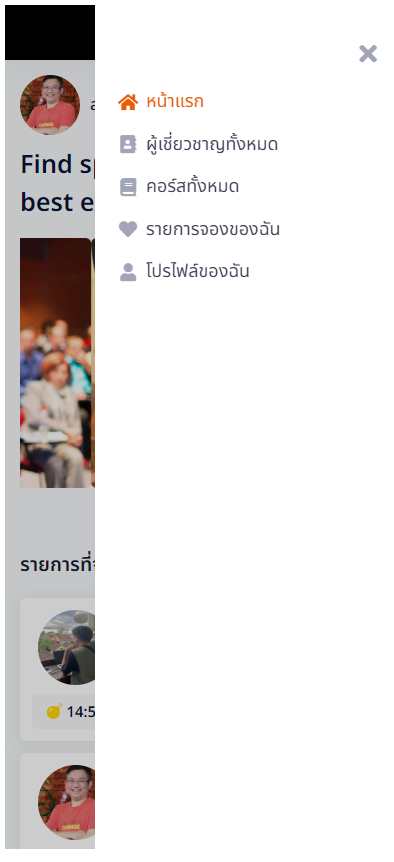 หน้าแรก
ผู้เชี่ยวชาญทั้งหมด
คอร์สทั้งหมด
รายการจองของฉัน
โปรไฟล์ของฉัน
Find
best
รายการที่
14:5